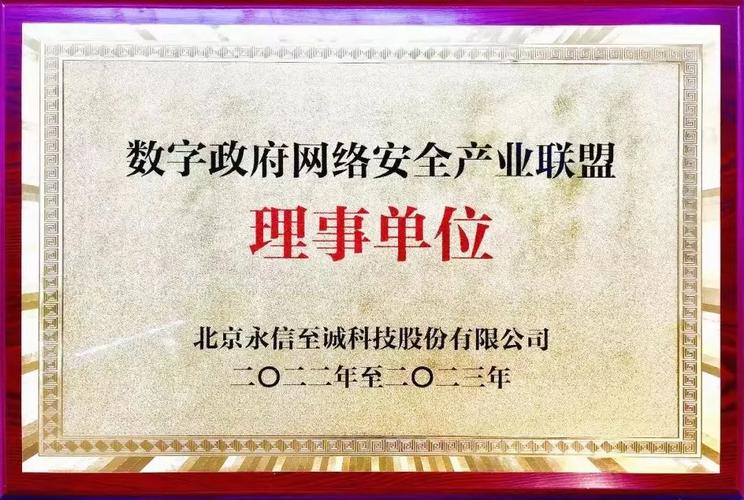 数字政府网络安全产业联盟
理事单位
北京永信至诚科技股份有限公司
二〇二二年至二〇二三年